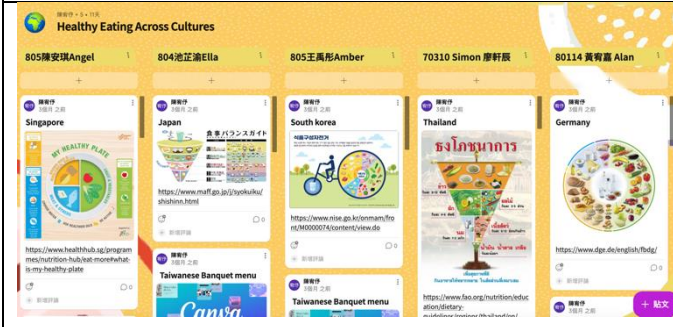 陳宥伃 • 5 • 11天
Healthy Eating Across Cultures
805陳安琪Angel
804池芷渝Ella
805王禹彤Amber
70310 Simon 廖軒辰
80114 黃宥嘉 Alan
陳宥伃
3個月 之前
Singapore
MY HEALTHY PLATE
https://www.healthhub.sg/program
mes/nutrition-hub/eat-more#what-
is-my-healthy-plate
0
新增評論
陳宥伃
3個月 之前
Japan
食事バランスガイド
https://www.maff.go.jp/j/syokuiku/
shishinn.html
0
新增評論
陳宥伃
3個月 之前
Taiwanese Banquet menu
Canva
陳宥伃
3個月 之前
South korea
식품구성자전거
https://www.nise.go.kr/onmam/fro
nt/M0000074/content/view.do
0
新增評論
陳宥伃
3個月 之前
Taiwanese Banquet menu
陳宥伃
3個月 之前
Thailand
ธงโภชนาการ
https://www.fao.org/nutrition/educ
ation/dietary-
guidelines/regions/thailand/en/
陳宥伃
3個月 之前
Germany
https://www.dge.de/english/fbdg/
0
新增評論
陳宥伃
3個月 之前
+ 貼文